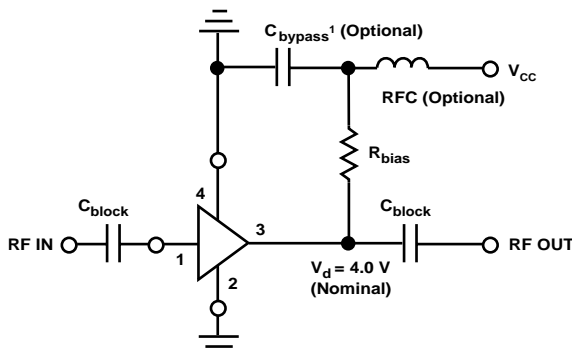 C_bypass¹ (Optional)
V_CC
RFC (Optional)
R_bias
4
C_block
C_block
3
RF IN
1
RF OUT
2
V_d = 4.0 V
(Nominal)